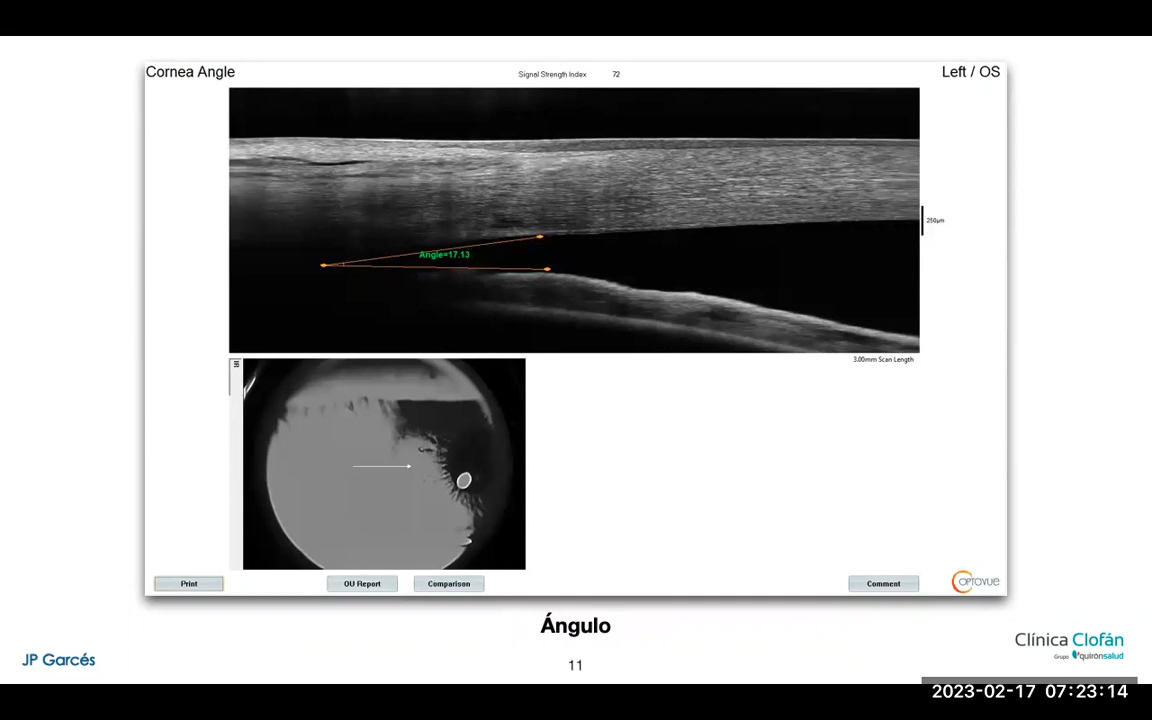 Cornea Angle
Signal Strength Index 72
Left / OS
Angle=17.13
250µm
3.00mm Scan Length
IR
Print
OU Report
Comparison
Comment
OPTOVUE
Ángulo
JP Garcés
11
Clínica Clofán
Grupo quirónsalud
2023-02-17 07:23:14